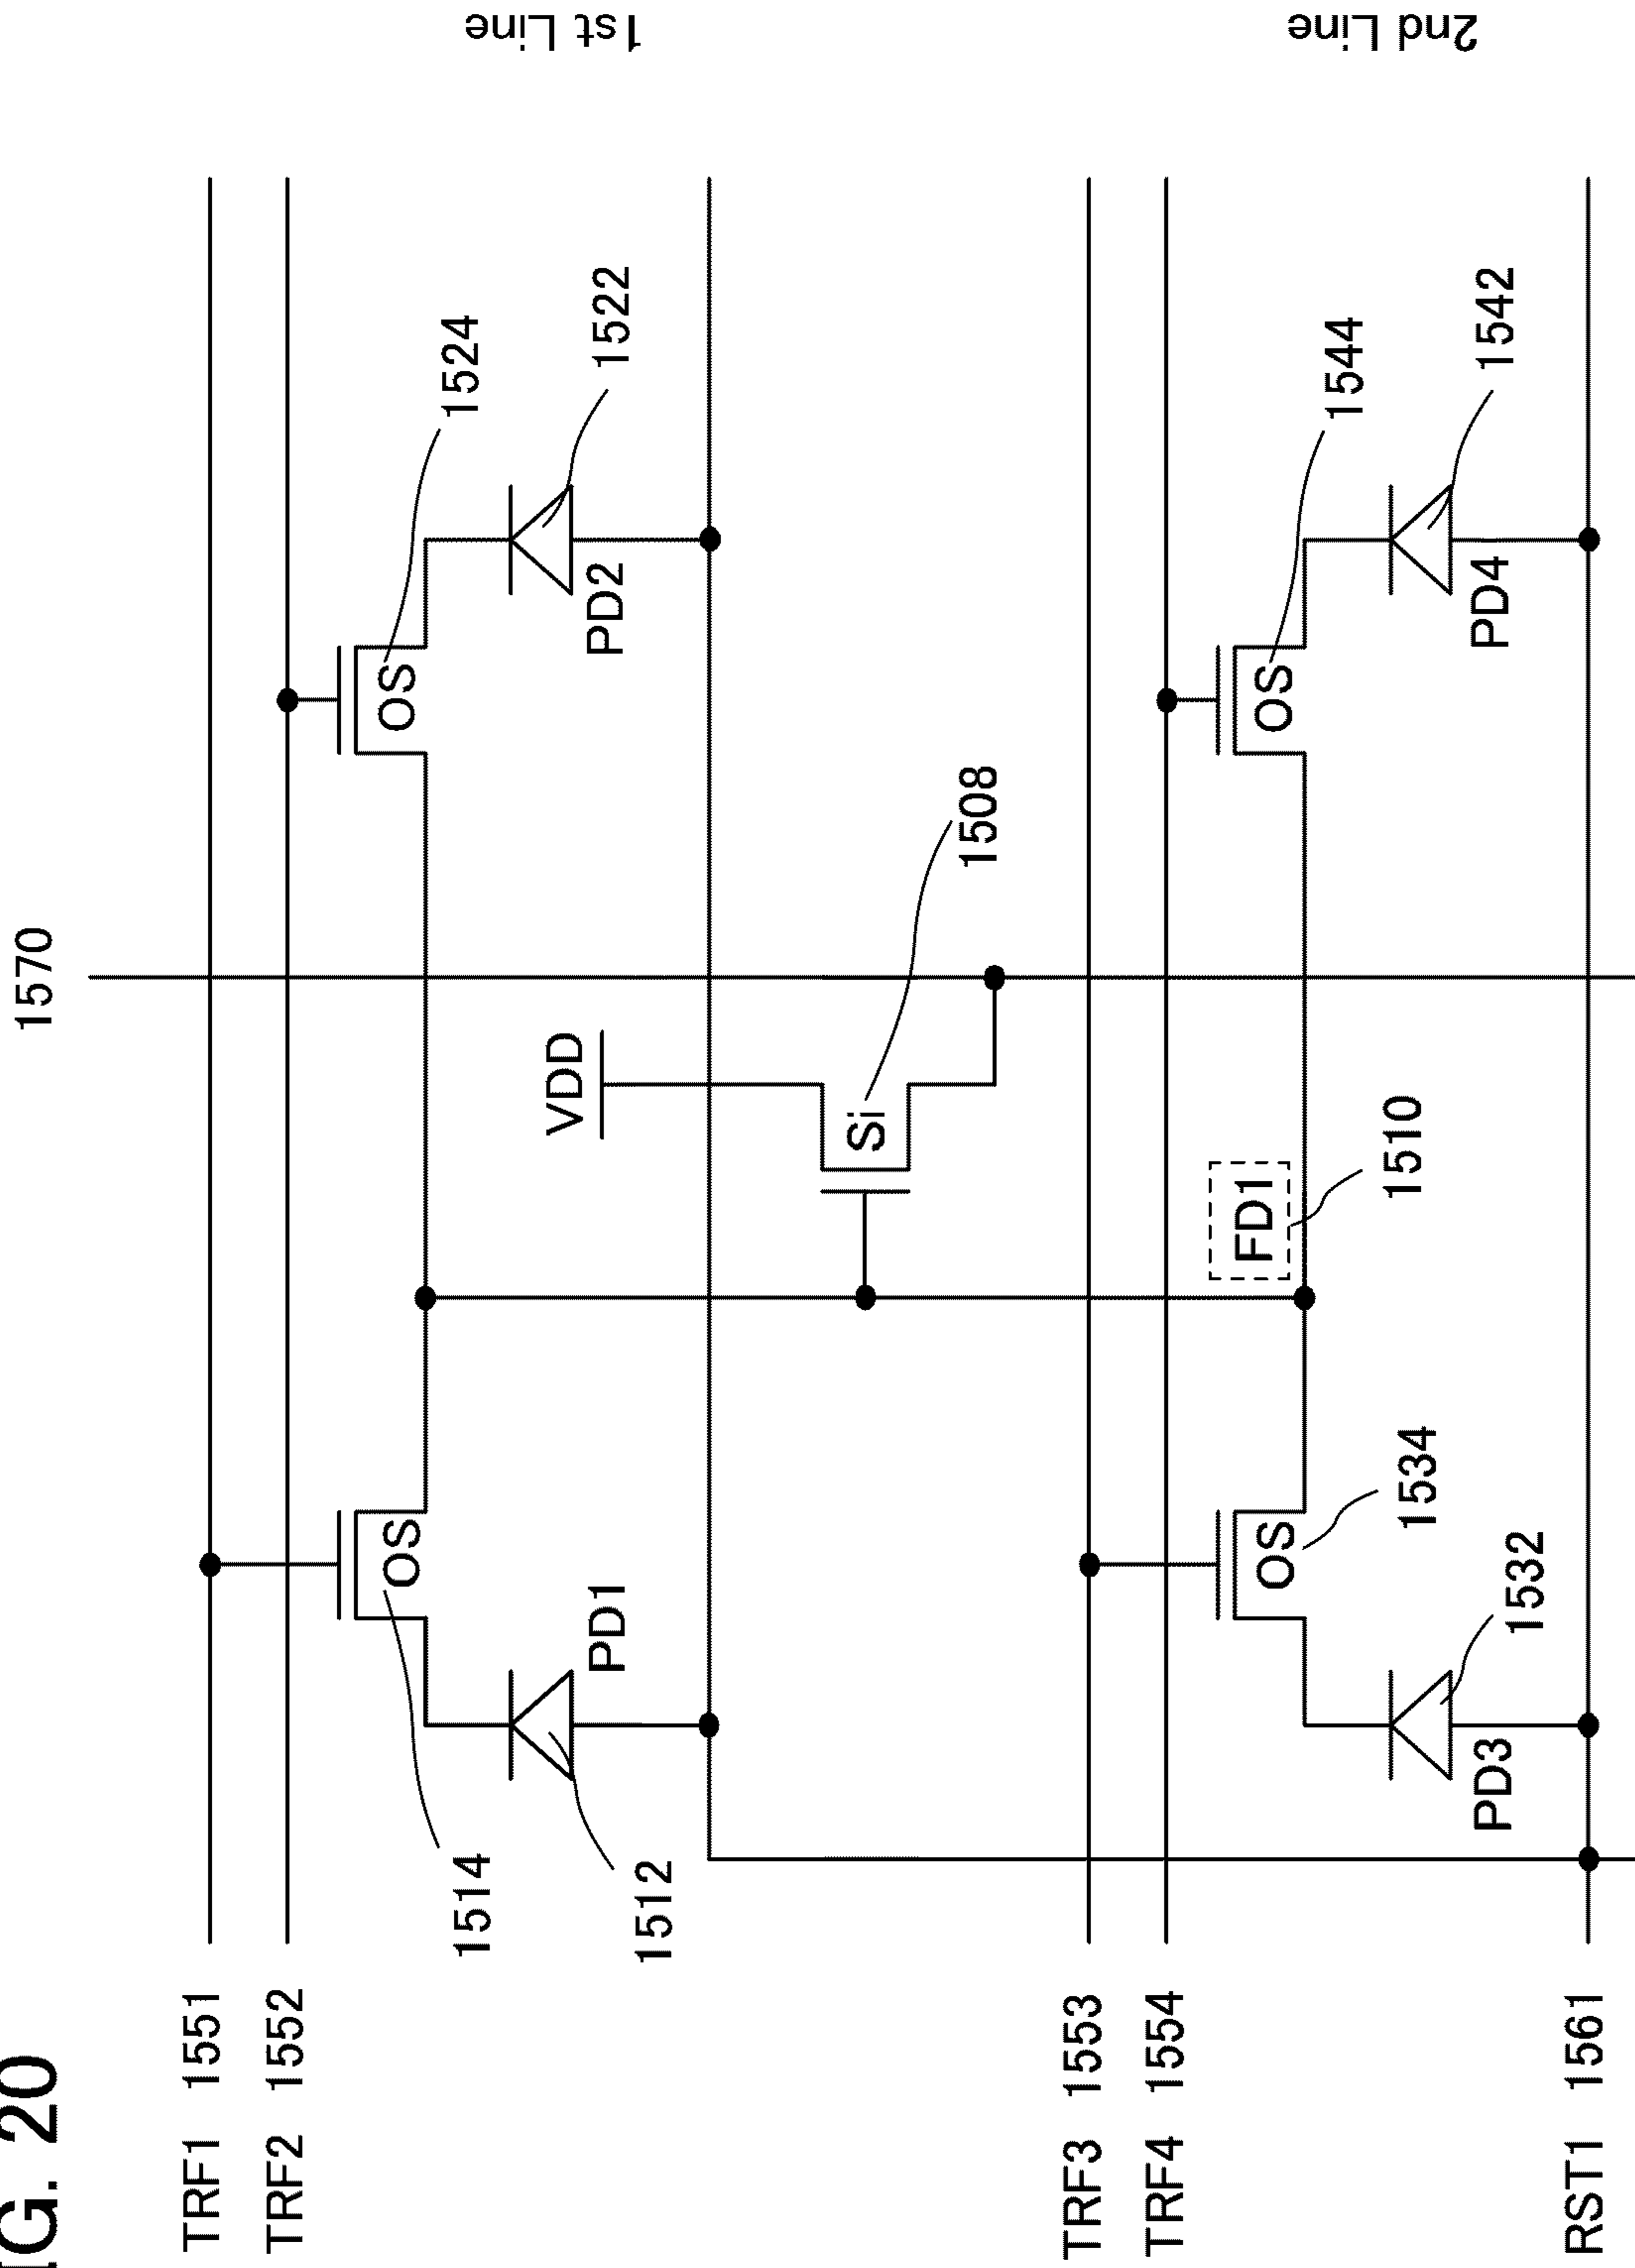 FIG. 20
1570
TRF1 1551
TRF2 1552
1514
OS
OS
1524
1st Line
1512
PD1
PD2
1522
VDD
Si
1508
TRF3 1553
TRF4 1554
FD1
1510
OS
1534
OS
1544
2nd Line
PD3
1532
PD4
1542
RST1 1561